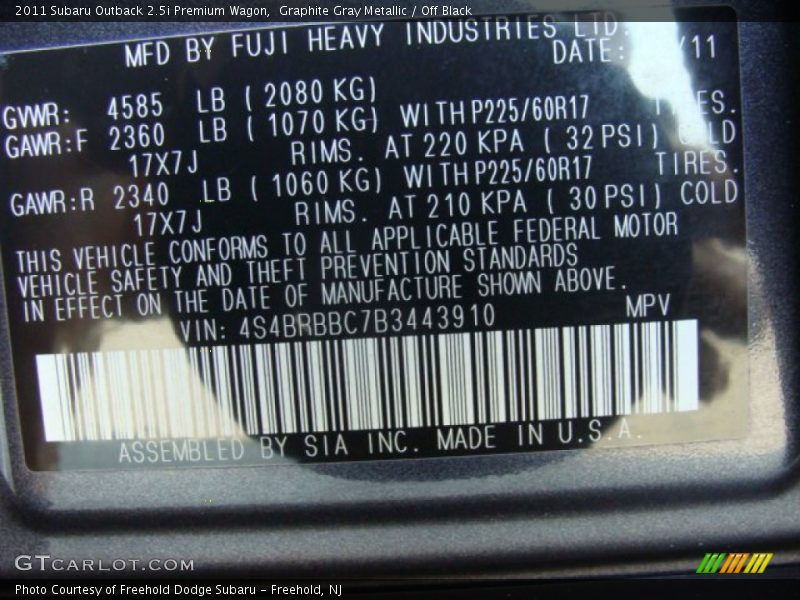 2011 Subaru Outback 2.5i Premium Wagon, Graphite Gray Metallic / Off Black
MFD BY FUJI HEAVY INDUSTRIES LTD.
DATE: /11
GVWR: 4585 LB ( 2080 KG)
GAWR:F 2360 LB ( 1070 KG) WITH P225/60R17 TIRES.
17X7J RIMS. AT 220 KPA ( 32 PSI) COLD
GAWR:R 2340 LB ( 1060 KG) WITH P225/60R17 TIRES.
17X7J RIMS. AT 210 KPA ( 30 PSI) COLD
THIS VEHICLE CONFORMS TO ALL APPLICABLE FEDERAL MOTOR
VEHICLE SAFETY AND THEFT PREVENTION STANDARDS
IN EFFECT ON THE DATE OF MANUFACTURE SHOWN ABOVE.
VIN: 4S4BRBBC7B3443910 MPV
ASSEMBLED BY SIA INC. MADE IN U.S.A.
GTCARLOT.COM
Photo Courtesy of Freehold Dodge Subaru - Freehold, NJ